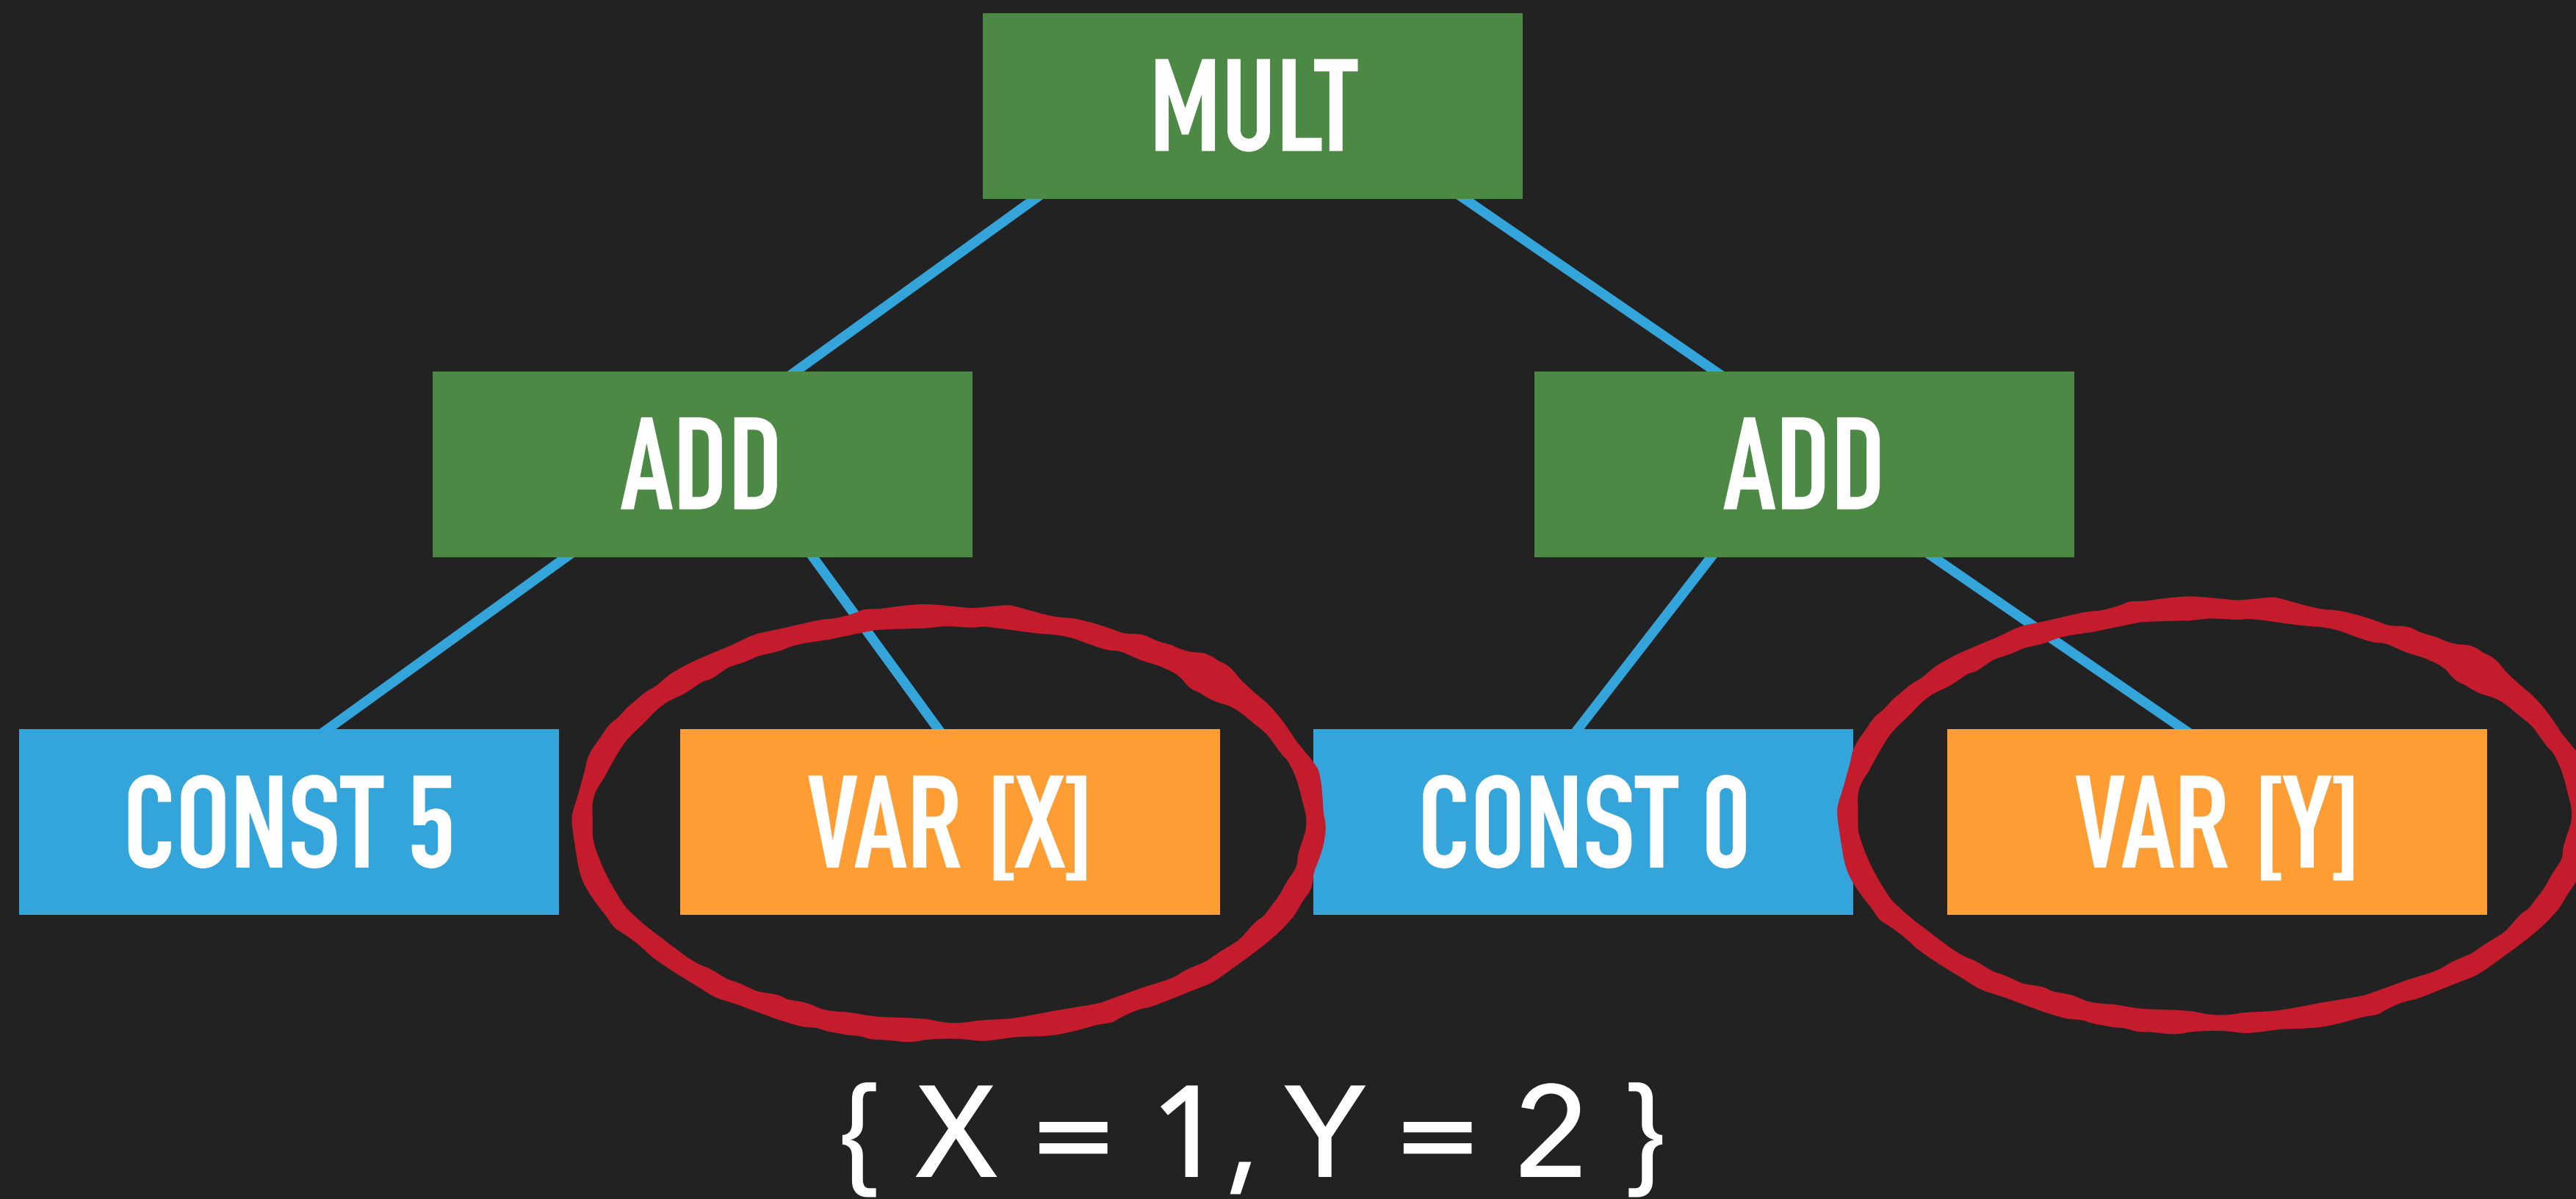 MULT
ADD
ADD
CONST 5
VAR [X]
CONST 0
VAR [Y]
{ X = 1, Y = 2 }